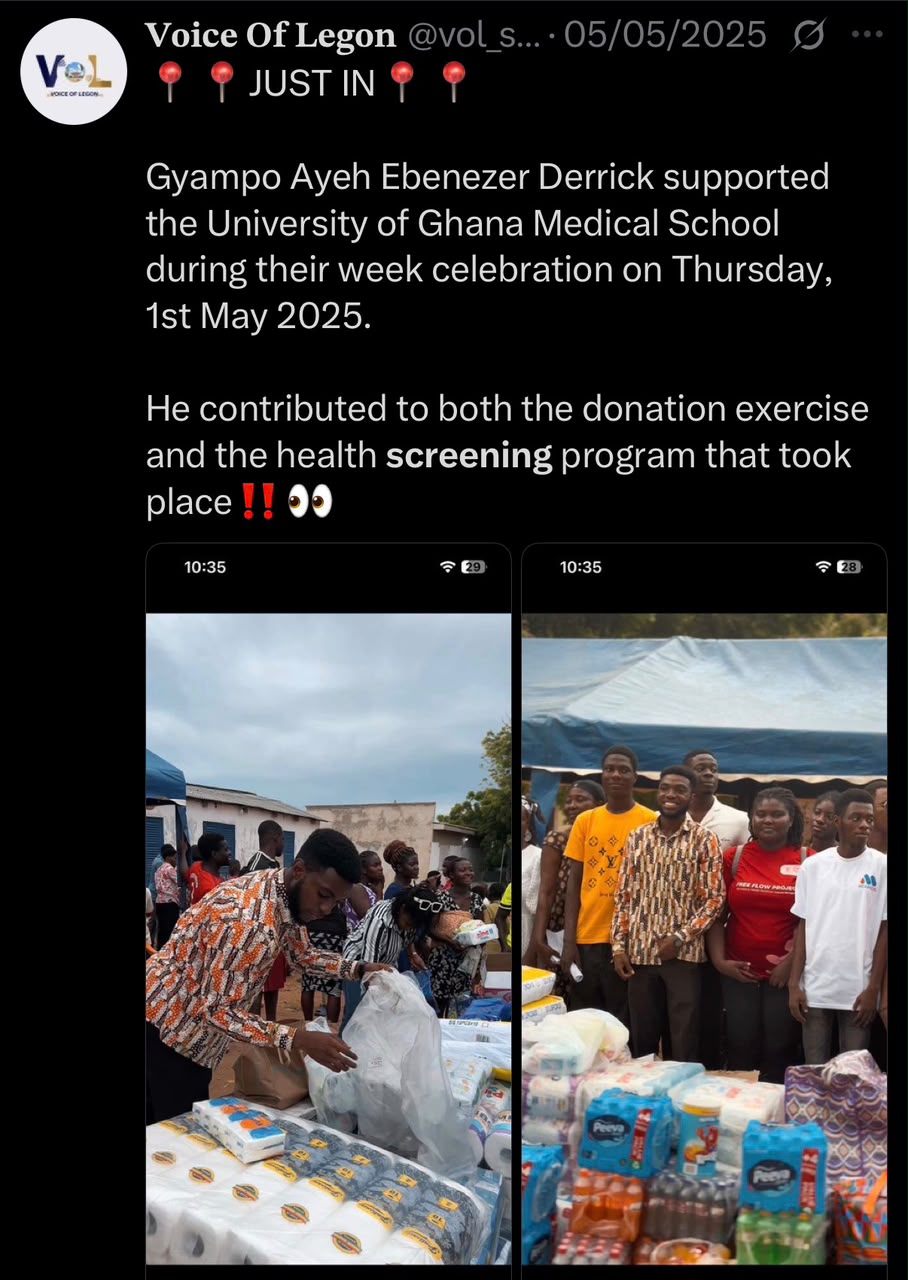 Voice Of Legon @vol_s... · 05/05/2025
📍📍JUST IN📍📍
VOL
VOICE OF LEGON
Gyampo Ayeh Ebenezer Derrick supported
the University of Ghana Medical School
during their week celebration on Thursday,
1st May 2025.
He contributed to both the donation exercise
and the health screening program that took
place‼️👀
10:35
29
10:35
28
FREE FLOW PROJECT
Peeva
Peeva